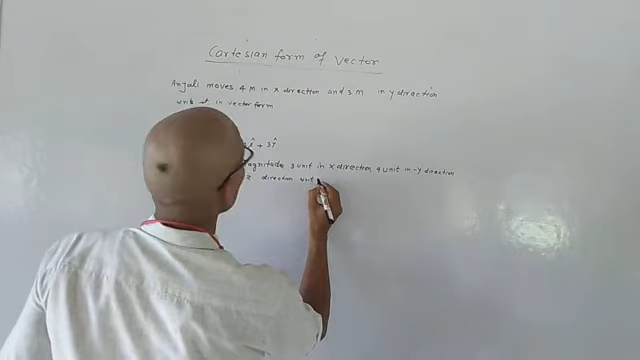 Cartesian form of vector
Anjali moves 4 M in X direction and 3 M in y direction
write it in vector form
î + 3ĵ
magnitude 3 unit in X direction 4 unit in -y direction
z direction